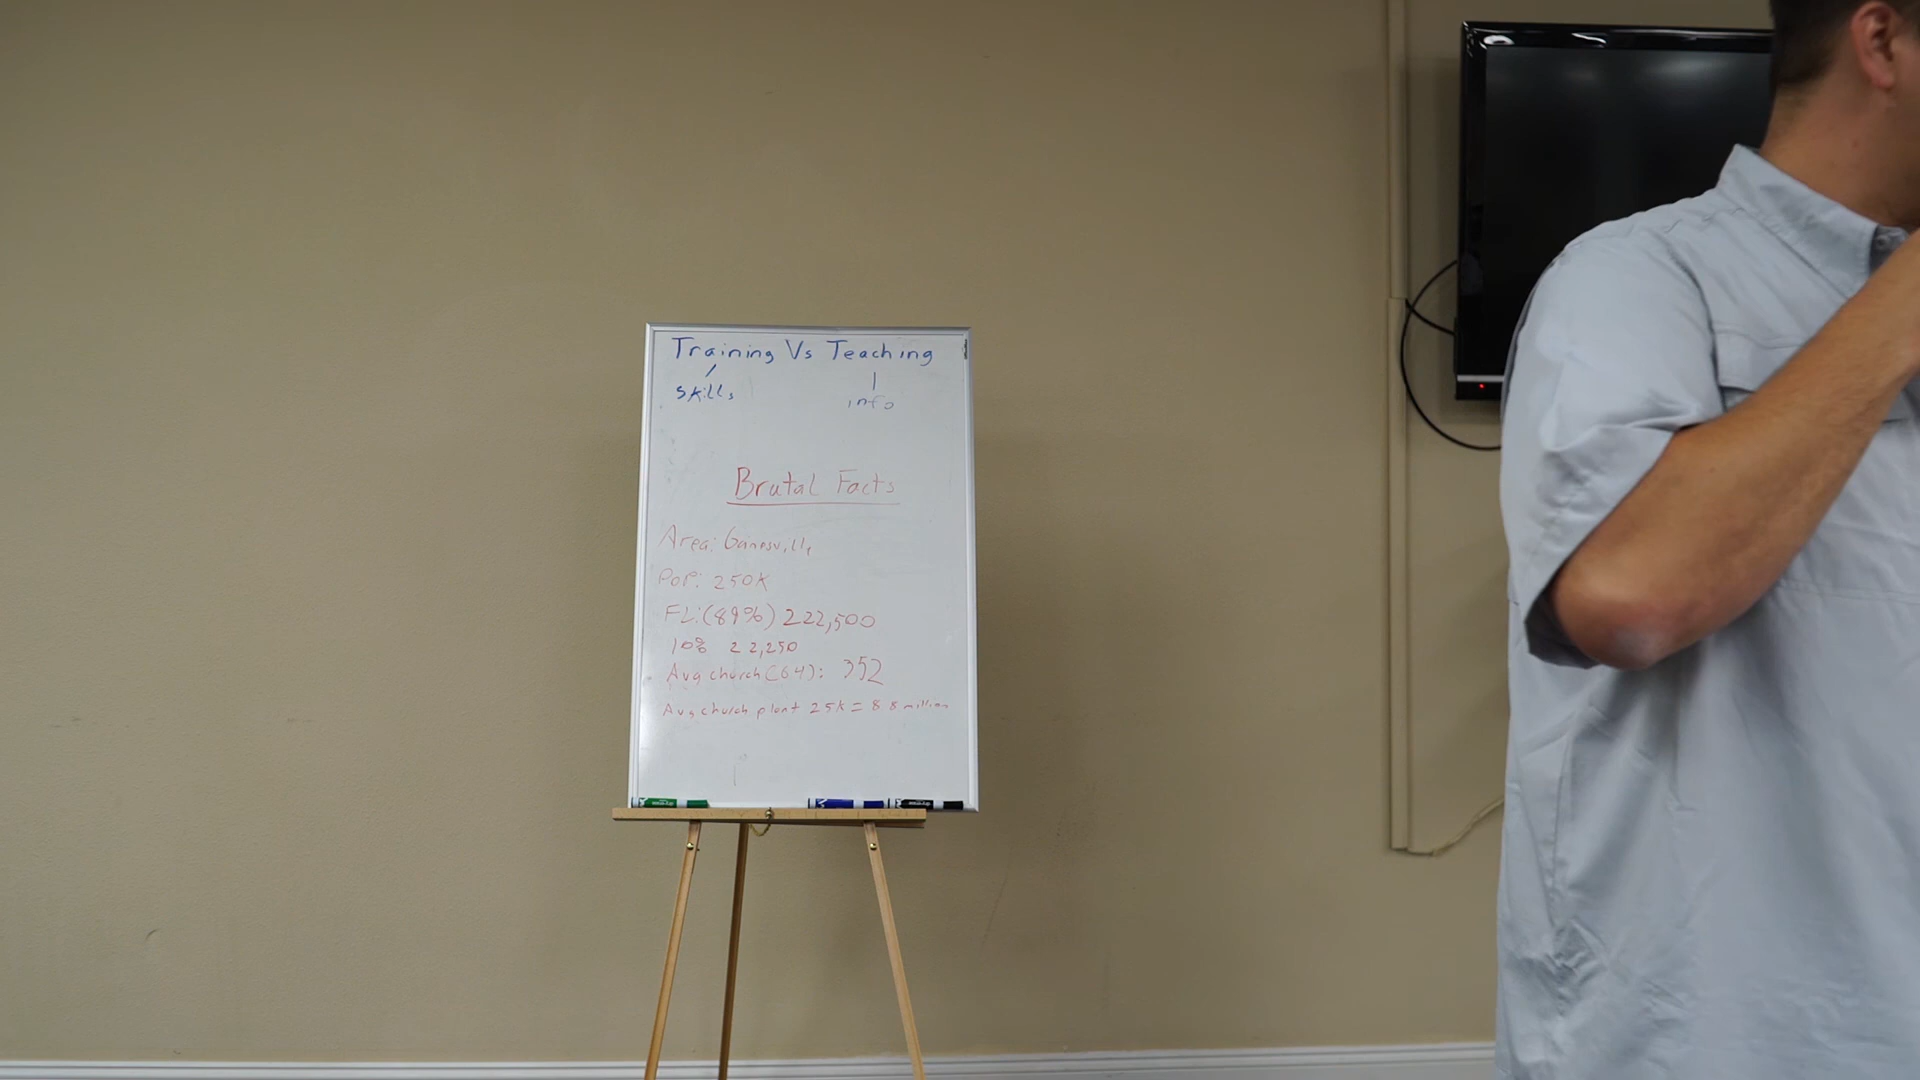 Training Vs Teaching
skills info
Brutal Facts
Area: Gainesville
Pop: 250K
FL: (89%) 222,500
10% 22,250
Avg church (64): 352
Avg church plant 25K = 8.8 million